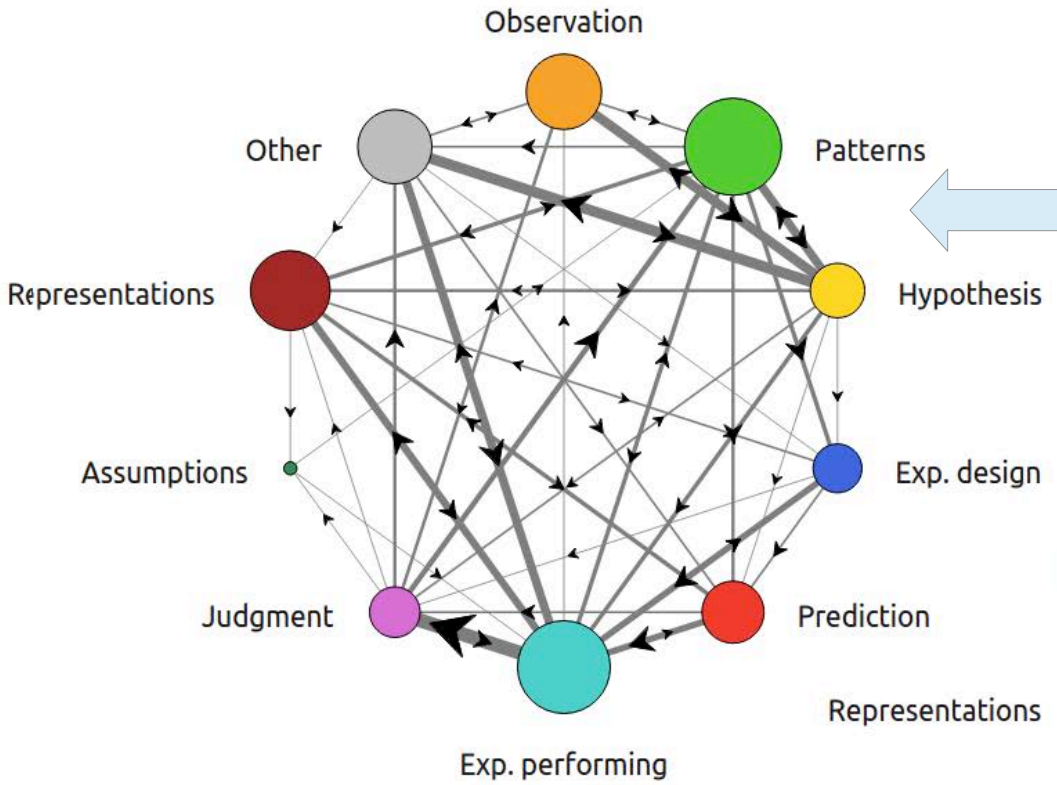 Observation
Other
Patterns
Representations
Hypothesis
Assumptions
Exp. design
Judgment
Prediction
Representations
Exp. performing